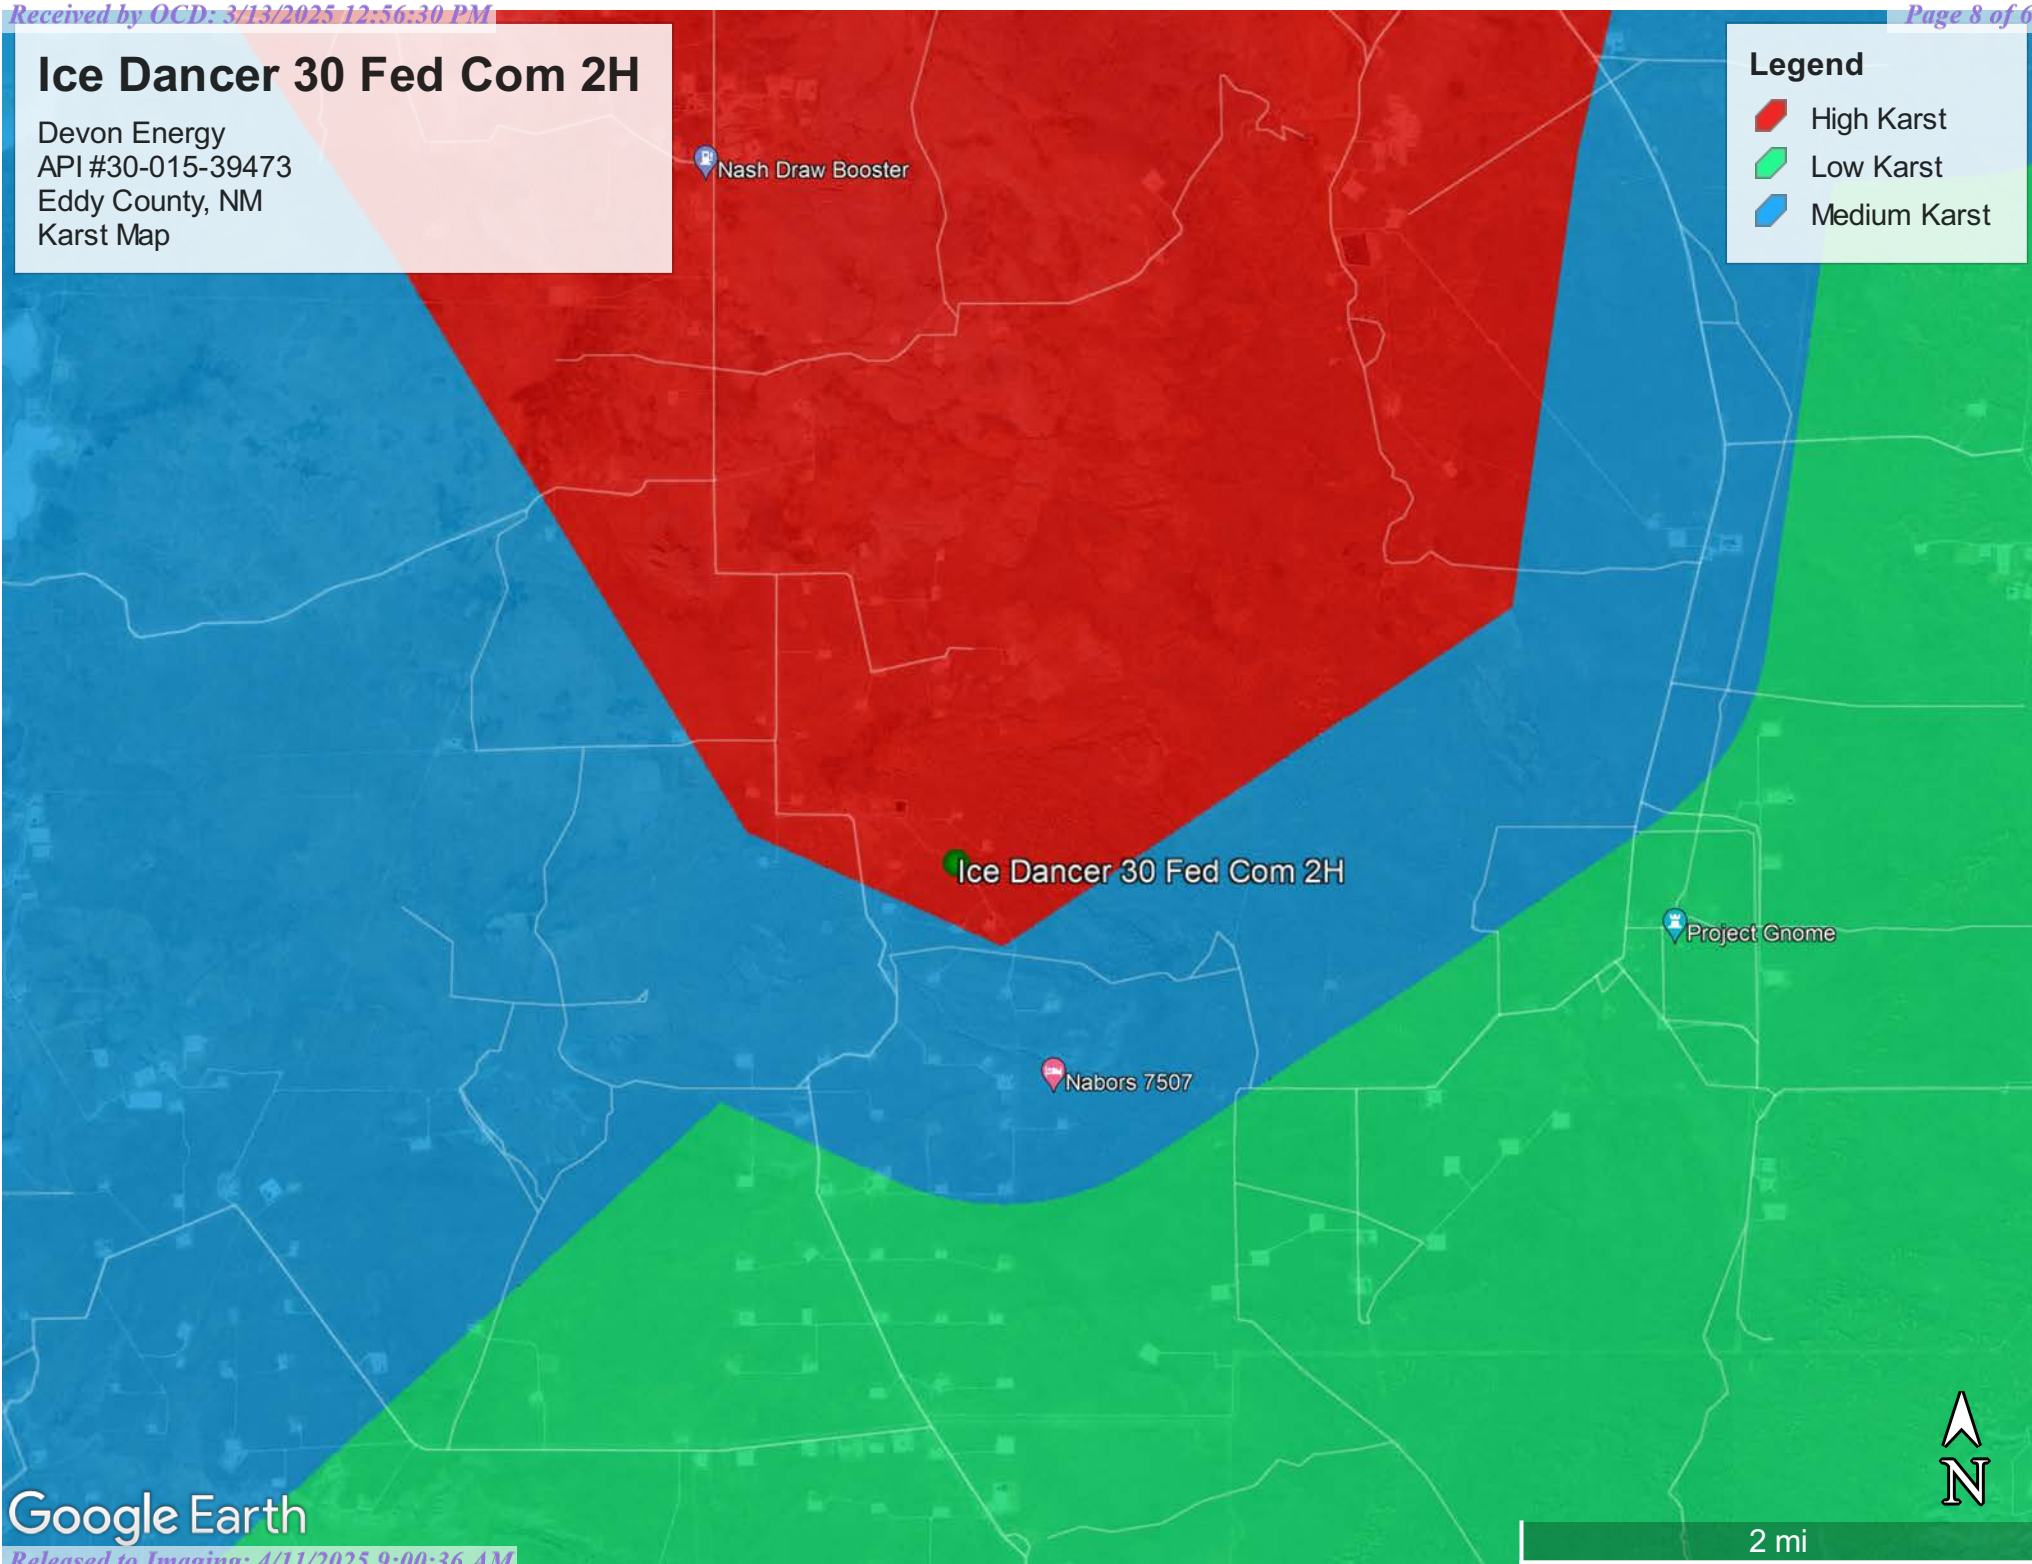 Received by OCD: 3/13/2025 12:56:30 PM
Page 8 of 6
Ice Dancer 30 Fed Com 2H
Devon Energy
API #30-015-39473
Eddy County, NM
Karst Map
Legend
High Karst
Low Karst
Medium Karst
Nash Draw Booster
Ice Dancer 30 Fed Com 2H
Project Gnome
Nabors 7507
N
Google Earth
2 mi
Released to Imaging: 4/11/2025 9:00:36 AM